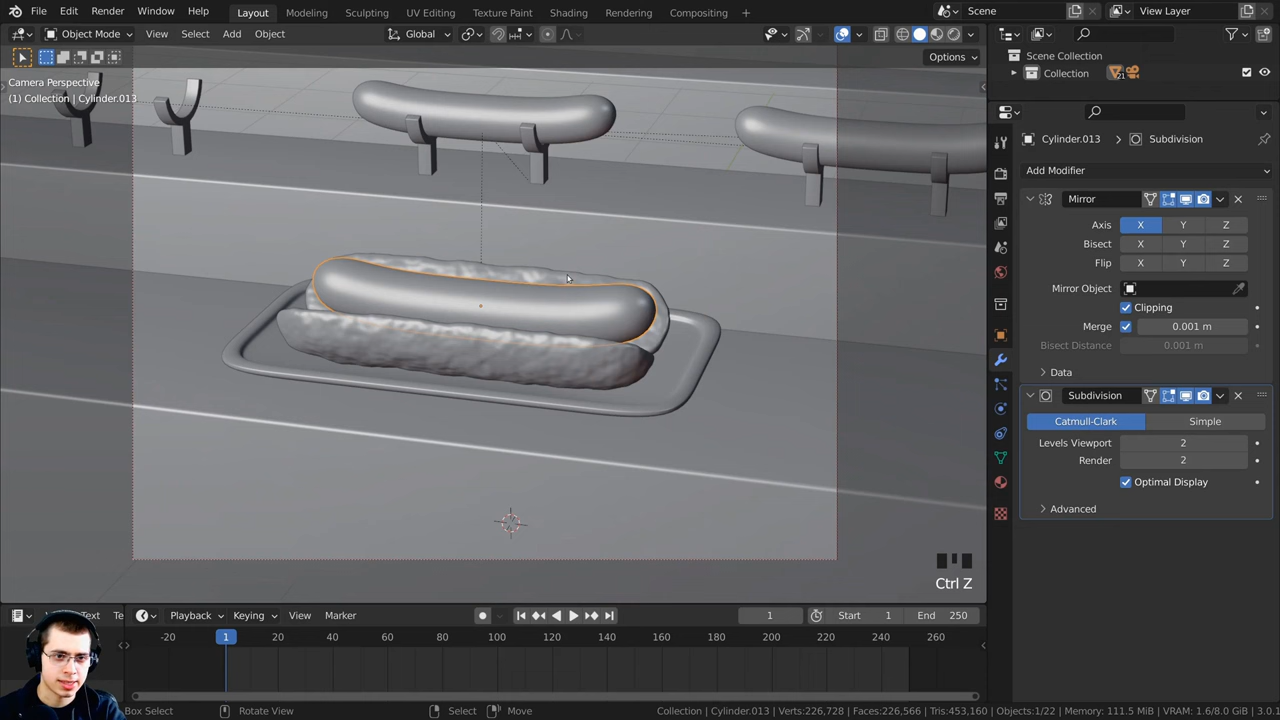 File Edit Render Window Help
Layout Modeling Sculpting UV Editing Texture Paint Shading Animation Rendering Compositing +
Scene
View Layer
Object Mode View Select Add Object Global
Options
Camera Perspective
(1) Collection | Cylinder.013
Scene Collection
Collection 21
Cylinder.013 > Subdivision
Add Modifier
Mirror
Axis X Y Z
Bisect X Y Z
Flip X Y Z
Mirror Object
Clipping
Merge 0.001 m
Bisect Distance 0.001 m
Data
Subdivision
Catmull-Clark Simple
Levels Viewport 2
Render 2
Optimal Display
Advanced
Ctrl Z
Text
Playback Keying View Marker
1 Start 1 End 250
-20 1 20 40 60 80 100 120 140 160 180 200 220 240 260
Box Select Rotate View Select Move
Collection | Cylinder.013 | Verts:226,728 | Faces:226,566 | Tris:453,160 | Objects:1/22 | Memory: 111.5 MiB | VRAM: 1.6/8.0 GiB | 3.0.1